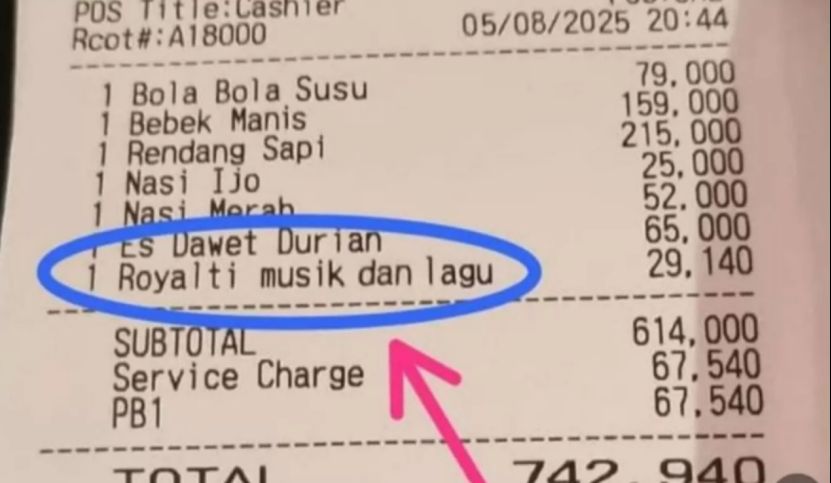 POS Title:Cashier
Rcot#:A18000 05/08/2025 20:44
1 Bola Bola Susu 79,000
1 Bebek Manis 159,000
1 Rendang Sapi 215,000
1 Nasi Ijo 25,000
1 Nasi Merah 52,000
1 Es Dawet Durian 65,000
1 Royalti musik dan lagu 29,140
SUBTOTAL 614,000
Service Charge 67,540
PB1 67,540
TOTAL 742,940